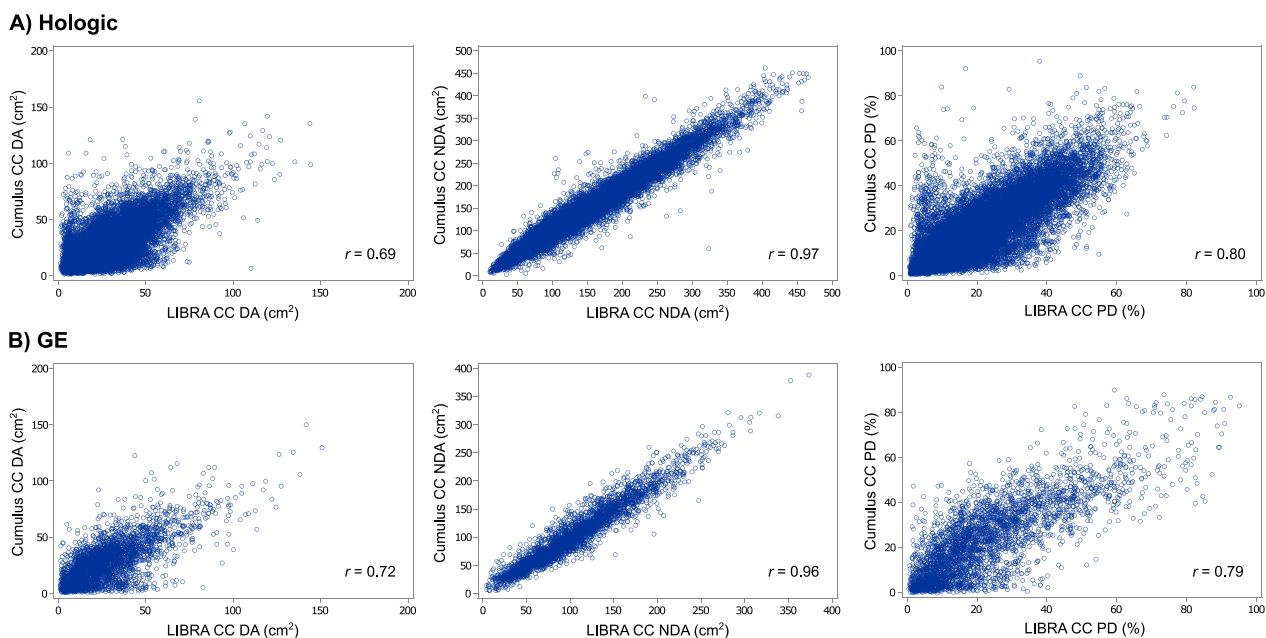 A) Hologic
200
150
100
50
0
Cumulus CC DA (cm²)
0 50 100 150 200
LIBRA CC DA (cm²)
r = 0.69
500
450
400
350
300
250
200
150
100
50
0
Cumulus CC NDA (cm²)
0 50 100 150 200 250 300 350 400 450 500
LIBRA CC NDA (cm²)
r = 0.97
100
80
60
40
20
0
Cumulus CC PD (%)
0 20 40 60 80 100
LIBRA CC PD (%)
r = 0.80
B) GE
200
150
100
50
0
Cumulus CC DA (cm²)
0 50 100 150 200
LIBRA CC DA (cm²)
r = 0.72
400
350
300
250
200
150
100
50
0
Cumulus CC NDA (cm²)
0 50 100 150 200 250 300 350 400
LIBRA CC NDA (cm²)
r = 0.96
100
80
60
40
20
0
Cumulus CC PD (%)
0 20 40 60 80 100
LIBRA CC PD (%)
r = 0.79